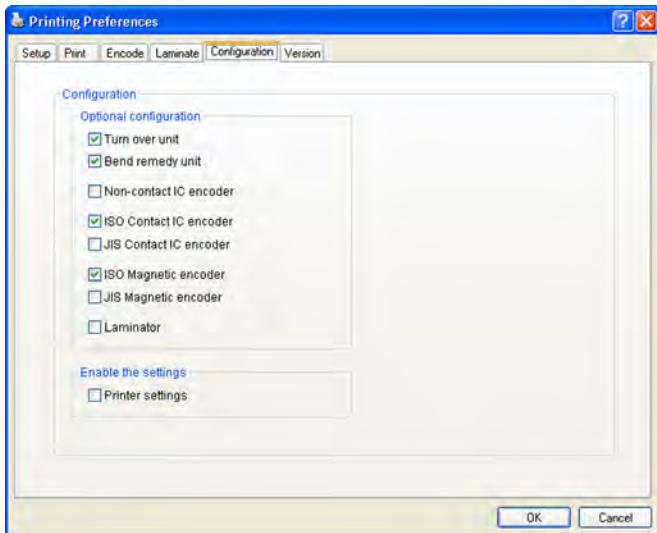 Printing Preferences
Setup Print Encode Laminate Configuration Version
Configuration
Optional configuration
Turn over unit
Bend remedy unit
Non-contact IC encoder
ISO Contact IC encoder
JIS Contact IC encoder
ISO Magnetic encoder
JIS Magnetic encoder
Laminator
Enable the settings
Printer settings
OK Cancel